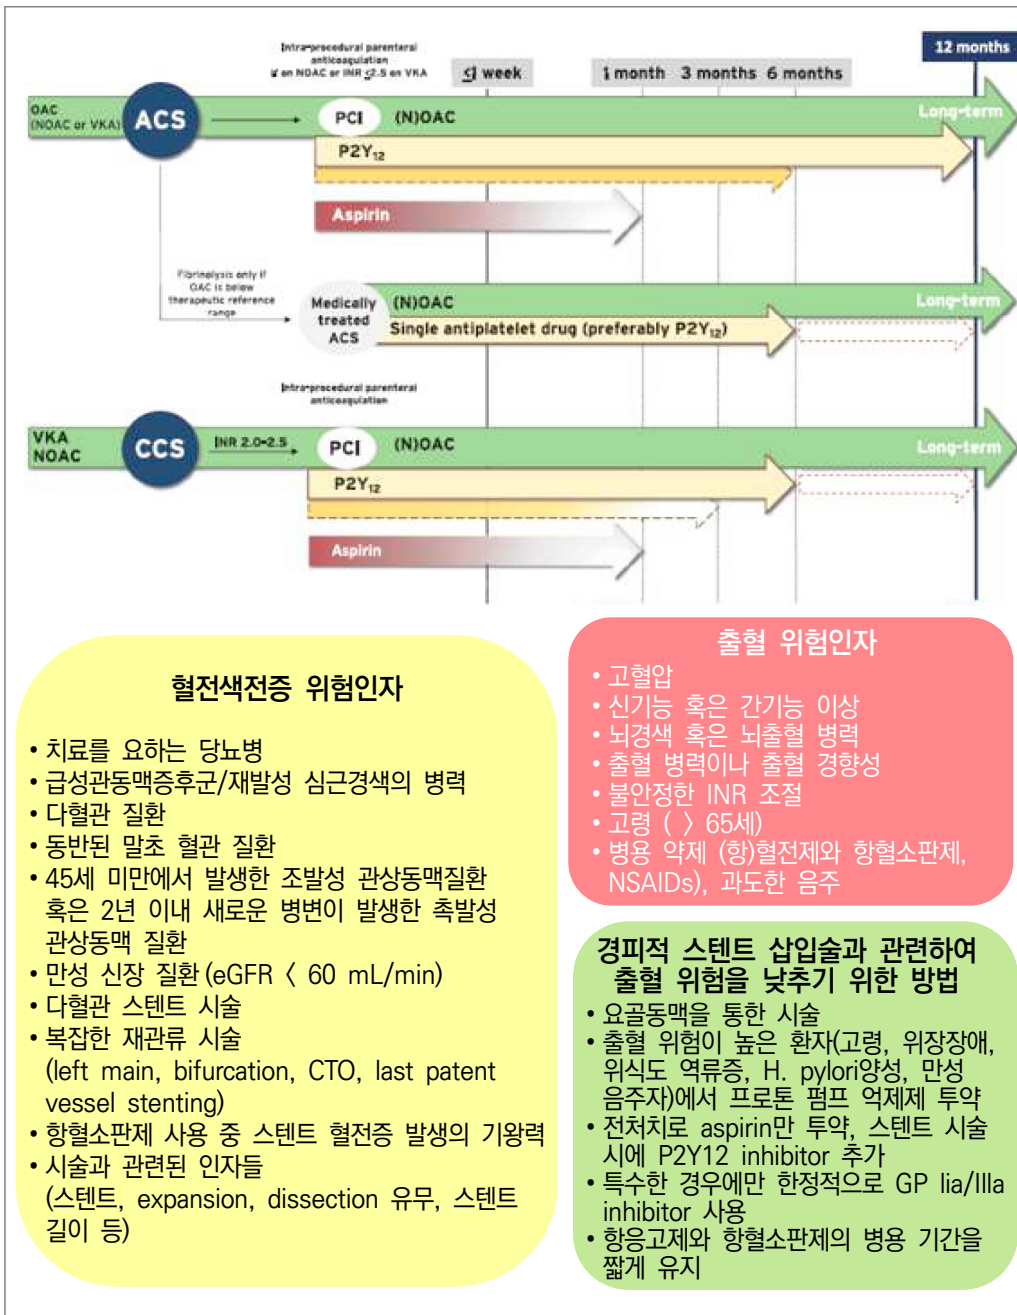 Intra-procedural parenteral
anticoagulation
if on NOAC or INR ≤2.5 on VKA
≤1 week
1 month
3 months
6 months
12 months
OAC
(NOAC or VKA)
ACS
PCI
(N)OAC
Long-term
P2Y12
Aspirin
Fibrinolysis only if
OAC is below
therapeutic reference
range
Medically
treated
ACS
(N)OAC
Long-term
Single antiplatelet drug (preferably P2Y12)
Intra-procedural parenteral
anticoagulation
VKA
NOAC
CCS
INR 2.0-2.5
PCI
(N)OAC
Long-term
P2Y12
Aspirin
혈전색전증 위험인자
• 치료를 요하는 당뇨병
• 급성관동맥증후군/재발성 심근경색의 병력
• 다혈관 질환
• 동반된 말초 혈관 질환
• 45세 미만에서 발생한 조발성 관상동맥질환
혹은 2년 이내 새로운 병변이 발생한 촉발성
관상동맥 질환
• 만성 신장 질환 (eGFR < 60 mL/min)
• 다혈관 스텐트 시술
• 복잡한 재관류 시술
(left main, bifurcation, CTO, last patent
vessel stenting)
• 항혈소판제 사용 중 스텐트 혈전증 발생의 기왕력
• 시술과 관련된 인자들
(스텐트, expansion, dissection 유무, 스텐트
길이 등)
출혈 위험인자
• 고혈압
• 신기능 혹은 간기능 이상
• 뇌경색 혹은 뇌출혈 병력
• 출혈 병력이나 출혈 경향성
• 불안정한 INR 조절
• 고령 ( > 65세)
• 병용 약제 (항)혈전제와 항혈소판제,
NSAIDs), 과도한 음주
경피적 스텐트 삽입술과 관련하여
출혈 위험을 낮추기 위한 방법
• 요골동맥을 통한 시술
• 출혈 위험이 높은 환자(고령, 위장장애,
위식도 역류증, H. pylori양성, 만성
음주자)에서 프로톤 펌프 억제제 투약
• 전처치로 aspirin만 투약, 스텐트 시술
시에 P2Y12 inhibitor 추가
• 특수한 경우에만 한정적으로 GP IIa/IIIa
inhibitor 사용
• 항응고제와 항혈소판제의 병용 기간을
짧게 유지